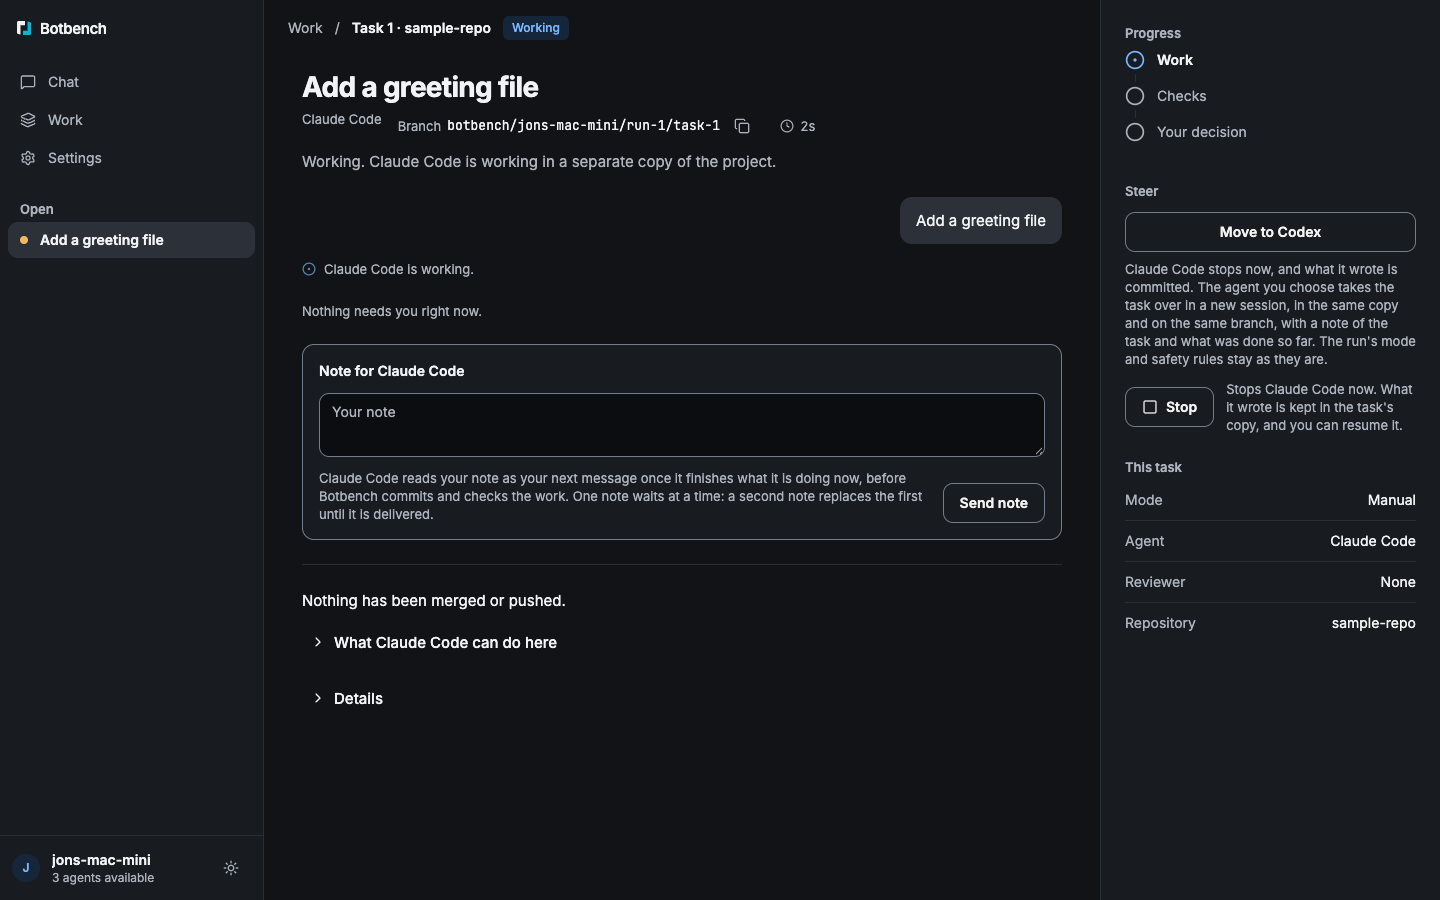 Botbench
Chat
Work
Settings
Open
Add a greeting file
J
jons-mac-mini
3 agents available
Work / Task 1 · sample-repo Working
Add a greeting file
Claude Code Branch botbench/jons-mac-mini/run-1/task-1 2s
Working. Claude Code is working in a separate copy of the project.
Add a greeting file
Claude Code is working.
Nothing needs you right now.
Note for Claude Code
Your note
Claude Code reads your note as your next message once it finishes what it is doing now, before
Botbench commits and checks the work. One note waits at a time: a second note replaces the first
until it is delivered.
Send note
Nothing has been merged or pushed.
What Claude Code can do here
Details
Progress
Work
Checks
Your decision
Steer
Move to Codex
Claude Code stops now, and what it wrote is
committed. The agent you choose takes the
task over in a new session, in the same copy
and on the same branch, with a note of the
task and what was done so far. The run's mode
and safety rules stay as they are.
Stop
Stops Claude Code now. What
it wrote is kept in the task's
copy, and you can resume it.
This task
Mode Manual
Agent Claude Code
Reviewer None
Repository sample-repo